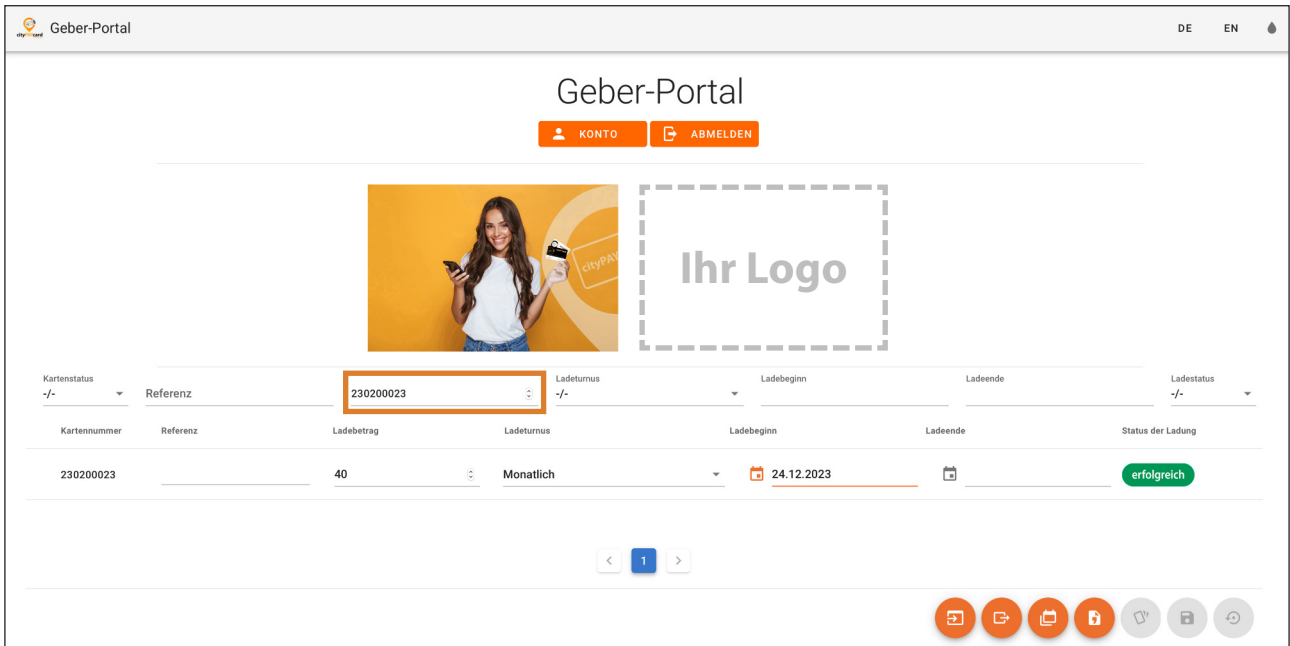 cityPAYcard Geber-Portal DE EN
Geber-Portal
KONTO ABMELDEN
cityPAY
Ihr Logo
Kartenstatus Ladeturnus Ladebeginn Ladeende Ladestatus
-/- Referenz 230200023 -/- -/-
Kartennummer Referenz Ladebetrag Ladeturnus Ladebeginn Ladeende Status der Ladung
230200023 40 Monatlich 24.12.2023 erfolgreich
< 1 >